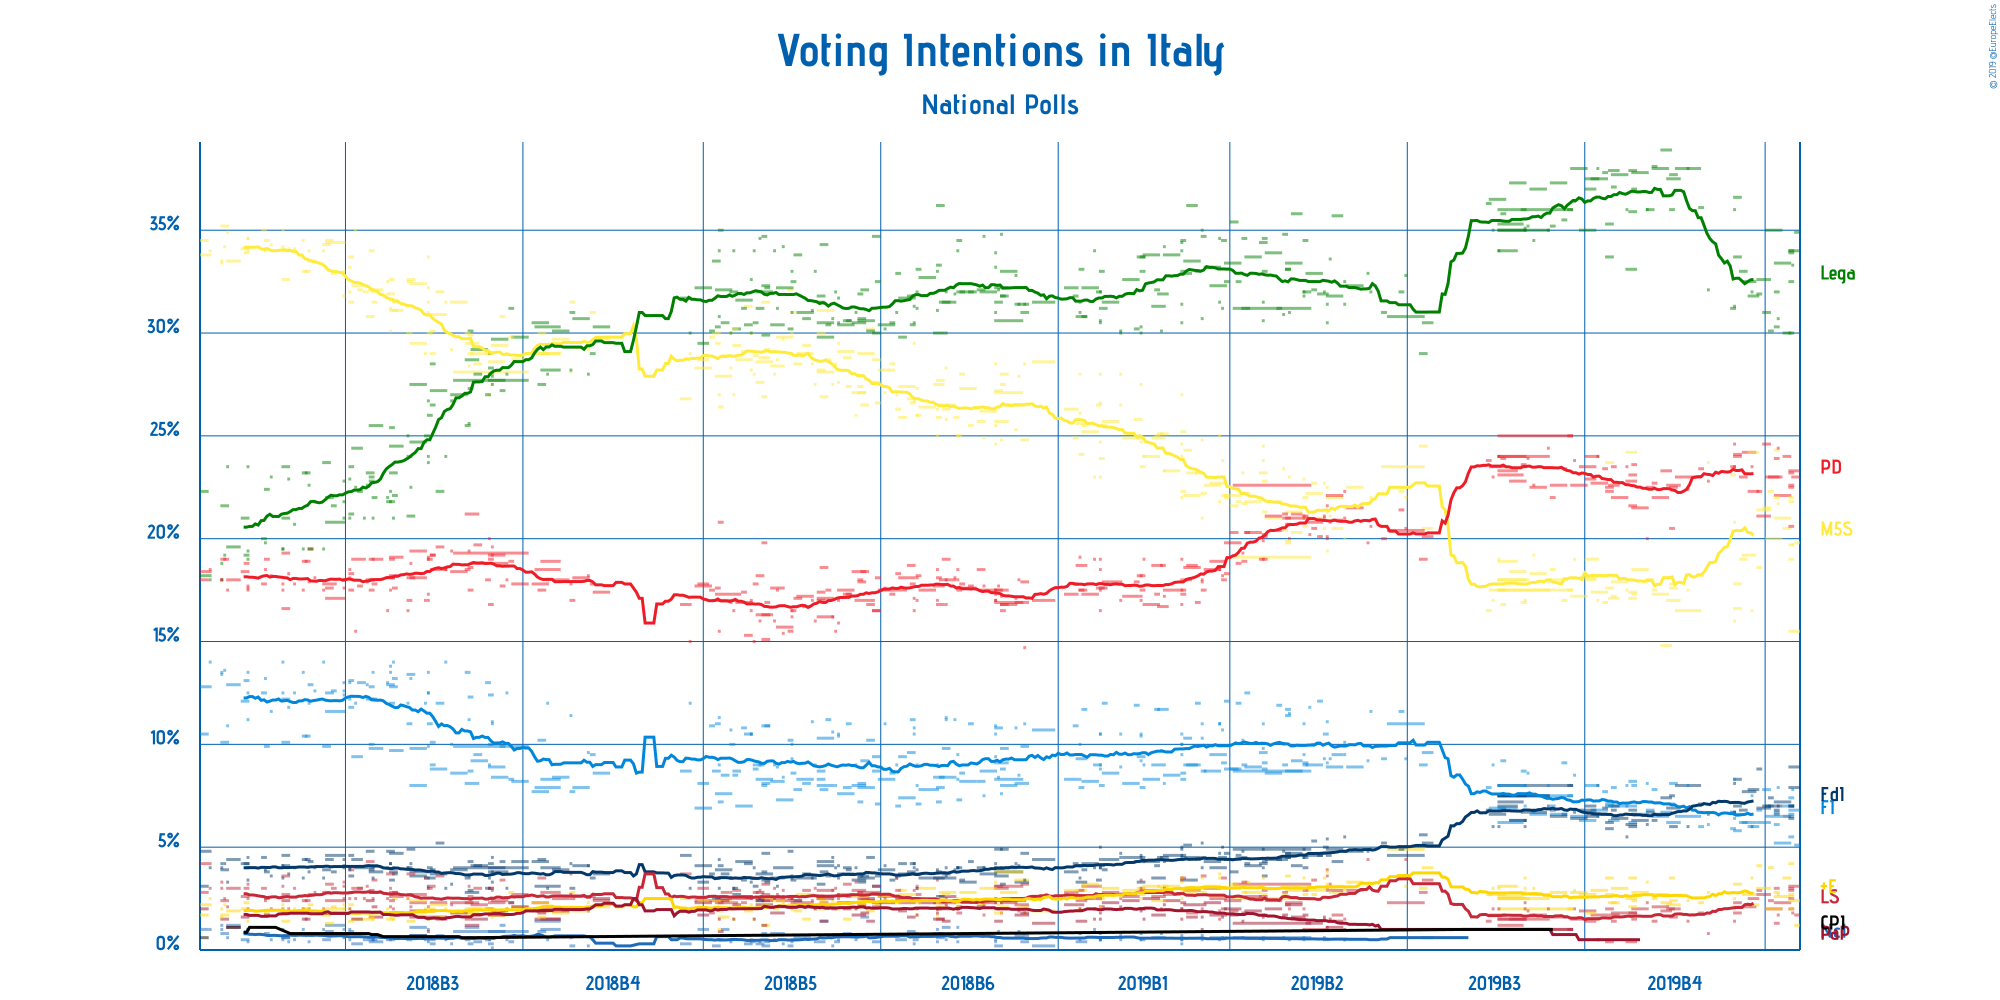 © 2019 @EuropeElects
Voting Intentions in Italy
National Polls
35%
30%
25%
20%
15%
10%
5%
0%
Lega
PD
M5S
FdI
FI
+E
LS
CPI
PaP
2018B3
2018B4
2018B5
2018B6
2019B1
2019B2
2019B3
2019B4